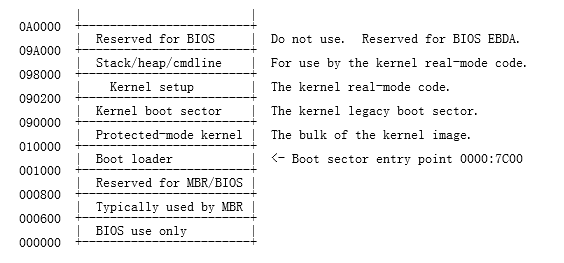 0A0000
Reserved for BIOS Do not use. Reserved for BIOS EBDA.
09A000
Stack/heap/cmdline For use by the kernel real-mode code.
098000
Kernel setup The kernel real-mode code.
090200
Kernel boot sector The kernel legacy boot sector.
090000
Protected-mode kernel The bulk of the kernel image.
010000
Boot loader <- Boot sector entry point 0000:7C00
001000
Reserved for MBR/BIOS
000800
Typically used by MBR
000600
BIOS use only
000000